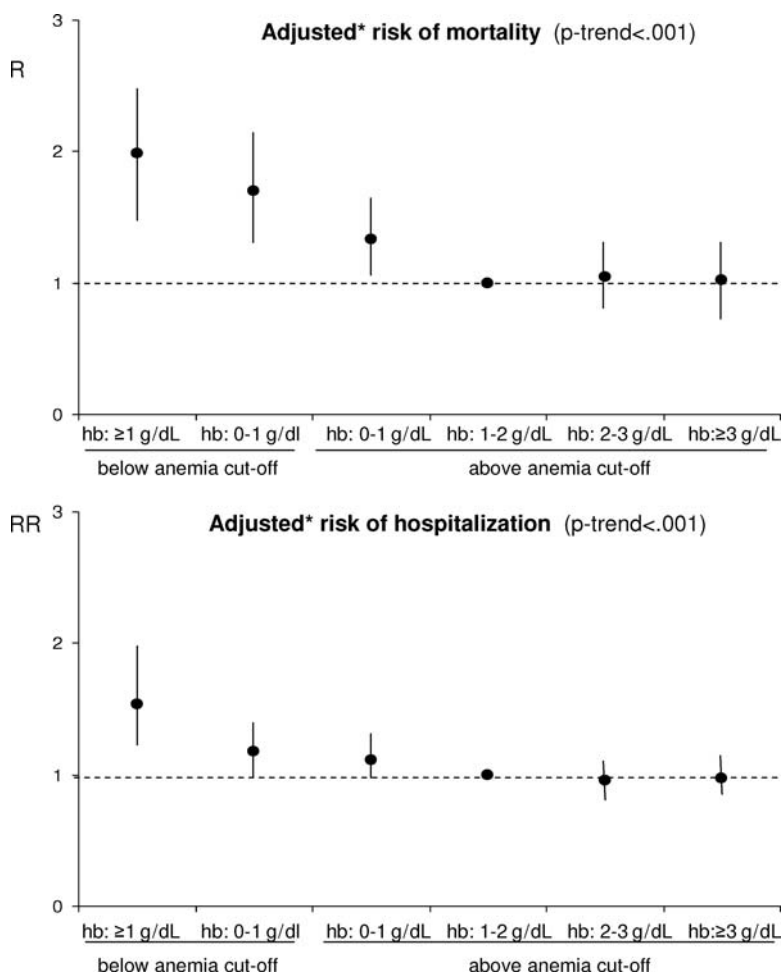 3
Adjusted* risk of mortality (p-trend<.001)
R
2
1
0
hb: ≥1 g/dL hb: 0-1 g/dl hb: 0-1 g/dL hb: 1-2 g/dL hb: 2-3 g/dL hb:≥3 g/dL
below anemia cut-off above anemia cut-off
3
RR Adjusted* risk of hospitalization (p-trend<.001)
2
1
0
hb: ≥1 g/dL hb: 0-1 g/dl hb: 0-1 g/dL hb: 1-2 g/dL hb: 2-3 g/dL hb:≥3 g/dL
below anemia cut-off above anemia cut-off